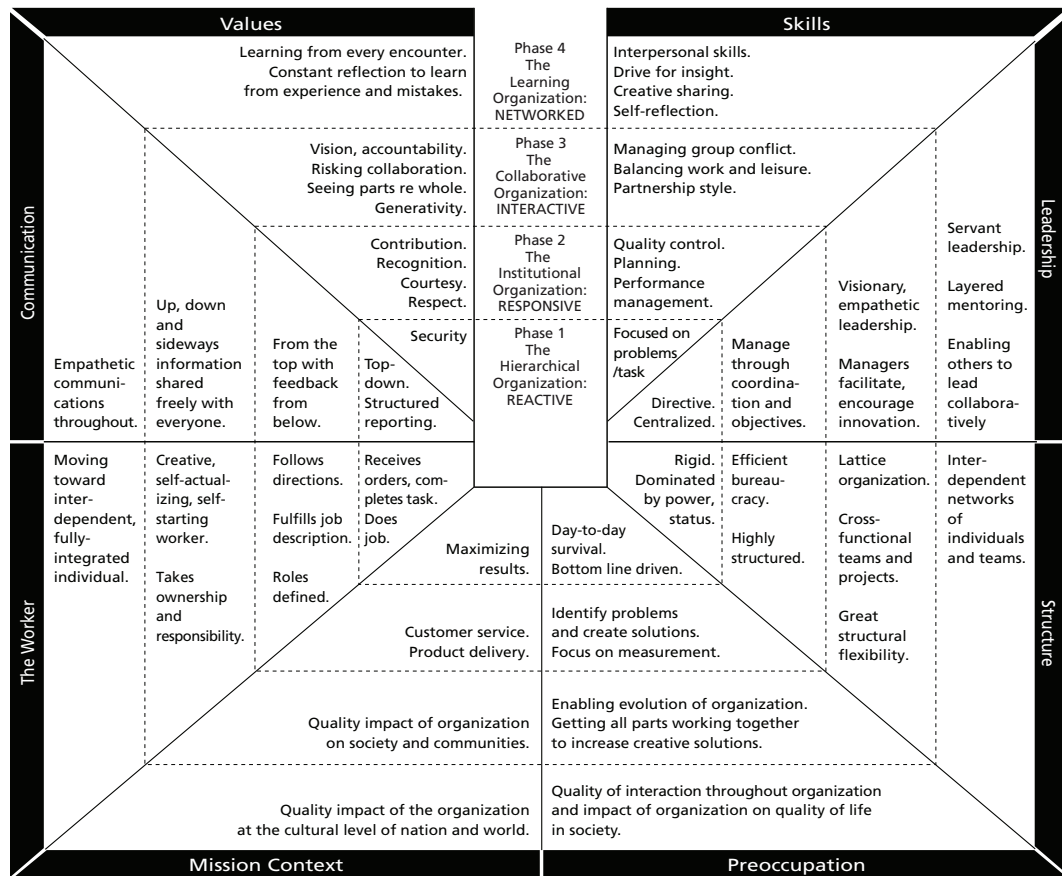 Values
Skills
Communication
Leadership
The Worker
Structure
Mission Context
Preoccupation
Phase 4
The
Learning
Organization:
NETWORKED
Phase 3
The
Collaborative
Organization:
INTERACTIVE
Phase 2
The
Institutional
Organization:
RESPONSIVE
Phase 1
The
Hierarchical
Organization:
REACTIVE
Learning from every encounter.
Constant reflection to learn
from experience and mistakes.
Vision, accountability.
Risking collaboration.
Seeing parts re whole.
Generativity.
Contribution.
Recognition.
Courtesy.
Respect.
Security
Interpersonal skills.
Drive for insight.
Creative sharing.
Self-reflection.
Managing group conflict.
Balancing work and leisure.
Partnership style.
Quality control.
Planning.
Performance
management.
Focused on
problems
/task
Empathetic
communi-
cations
throughout.
Up, down
and
sideways
information
shared
freely with
everyone.
From the
top with
feedback
from
below.
Top-
down.
Structured
reporting.
Directive.
Centralized.
Manage
through
coordina-
tion and
objectives.
Visionary,
empathetic
leadership.
Managers
facilitate,
encourage
innovation.
Servant
leadership.
Layered
mentoring.
Enabling
others to
lead
collabora-
tively
Moving
toward
inter-
dependent,
fully-
integrated
individual.
Creative,
self-actual-
izing, self-
starting
worker.
Takes
ownership
and
responsibility.
Follows
directions.
Fulfills job
description.
Roles
defined.
Receives
orders, com-
pletes task.
Does
job.
Rigid.
Dominated
by power,
status.
Efficient
bureau-
cracy.
Highly
structured.
Lattice
organization.
Cross-
functional
teams and
projects.
Great
structural
flexibility.
Inter-
dependent
networks
of
individuals
and teams.
Maximizing
results.
Customer service.
Product delivery.
Quality impact of organization
on society and communities.
Quality impact of the organization
at the cultural level of nation and world.
Day-to-day
survival.
Bottom line driven.
Identify problems
and create solutions.
Focus on measurement.
Enabling evolution of organization.
Getting all parts working together
to increase creative solutions.
Quality of interaction throughout organization
and impact of organization on quality of life
in society.